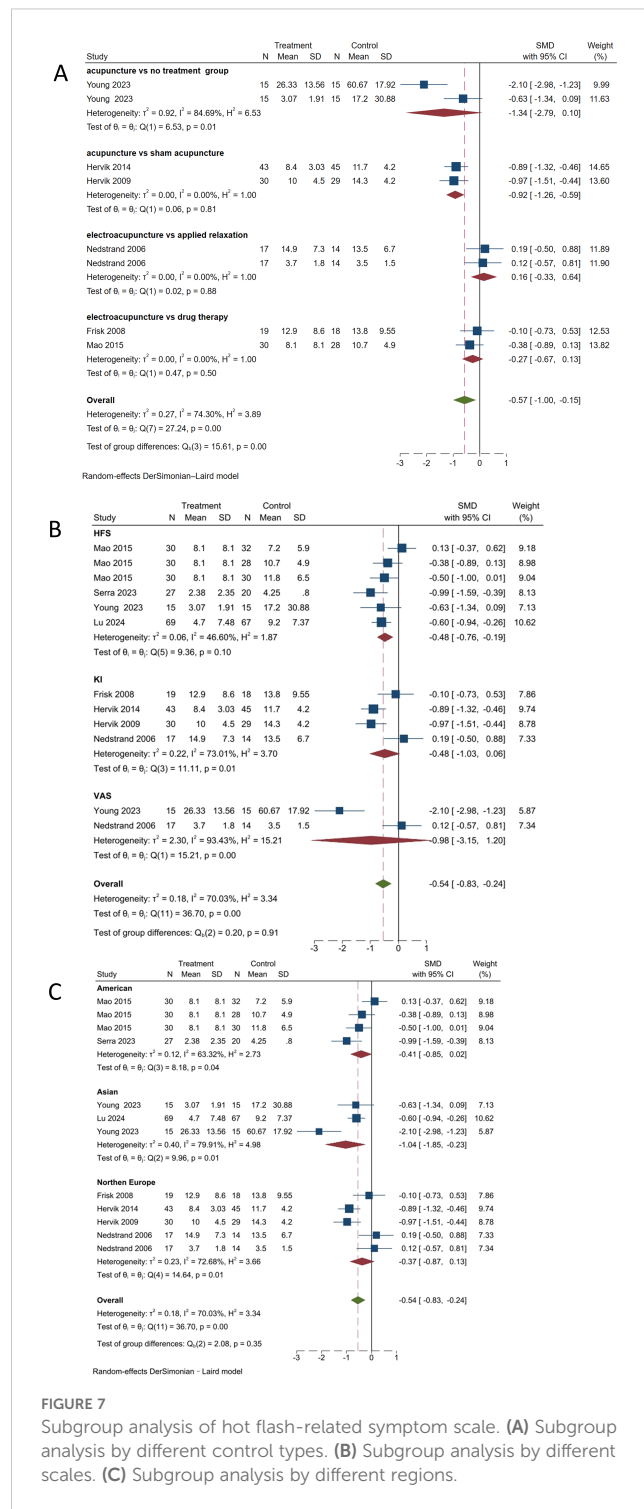 A
Treatment Control SMD Weight
Study N Mean SD N Mean SD with 95% CI (%)
acupuncture vs no treatment group
Young 2023 15 26.33 13.56 15 60.67 17.92 -2.10 [ -2.98, -1.23] 9.99
Young 2023 15 3.07 1.91 15 17.2 30.88 -0.63 [ -1.34, 0.09] 11.63
Heterogeneity: τ² = 0.92, I² = 84.69%, H² = 6.53 -1.34 [ -2.79, 0.10]
Test of θᵢ = θⱼ: Q(1) = 6.53, p = 0.01
acupuncture vs sham acupuncture
Hervik 2014 43 8.4 3.03 45 11.7 4.2 -0.89 [ -1.32, -0.46] 14.65
Hervik 2009 30 10 4.5 29 14.3 4.2 -0.97 [ -1.51, -0.44] 13.60
Heterogeneity: τ² = 0.00, I² = 0.00%, H² = 1.00 -0.92 [ -1.26, -0.59]
Test of θᵢ = θⱼ: Q(1) = 0.06, p = 0.81
electroacupuncture vs applied relaxation
Nedstrand 2006 17 14.9 7.3 14 13.5 6.7 0.19 [ -0.50, 0.88] 11.89
Nedstrand 2006 17 3.7 1.8 14 3.5 1.5 0.12 [ -0.57, 0.81] 11.90
Heterogeneity: τ² = 0.00, I² = 0.00%, H² = 1.00 0.16 [ -0.33, 0.64]
Test of θᵢ = θⱼ: Q(1) = 0.02, p = 0.88
electroacupuncture vs drug therapy
Frisk 2008 19 12.9 8.6 18 13.8 9.55 -0.10 [ -0.73, 0.53] 12.53
Mao 2015 30 8.1 8.1 28 10.7 4.9 -0.38 [ -0.89, 0.13] 13.82
Heterogeneity: τ² = 0.00, I² = 0.00%, H² = 1.00 -0.27 [ -0.67, 0.13]
Test of θᵢ = θⱼ: Q(1) = 0.47, p = 0.50
Overall -0.57 [ -1.00, -0.15]
Heterogeneity: τ² = 0.27, I² = 74.30%, H² = 3.89
Test of θᵢ = θⱼ: Q(7) = 27.24, p = 0.00
Test of group differences: Q_b(3) = 15.61, p = 0.00
-3 -2 -1 0 1
Random-effects DerSimonian–Laird model
B
Treatment Control SMD Weight
Study N Mean SD N Mean SD with 95% CI (%)
HFS
Mao 2015 30 8.1 8.1 32 7.2 5.9 0.13 [ -0.37, 0.62] 9.18
Mao 2015 30 8.1 8.1 28 10.7 4.9 -0.38 [ -0.89, 0.13] 8.98
Mao 2015 30 8.1 8.1 30 11.8 6.5 -0.50 [ -1.00, 0.01] 9.04
Serra 2023 27 2.38 2.35 20 4.25 .8 -0.99 [ -1.59, -0.39] 8.13
Young 2023 15 3.07 1.91 15 17.2 30.88 -0.63 [ -1.34, 0.09] 7.13
Lu 2024 69 4.7 7.48 67 9.2 7.37 -0.60 [ -0.94, -0.26] 10.62
Heterogeneity: τ² = 0.06, I² = 46.60%, H² = 1.87 -0.48 [ -0.76, -0.19]
Test of θᵢ = θⱼ: Q(5) = 9.36, p = 0.10
KI
Frisk 2008 19 12.9 8.6 18 13.8 9.55 -0.10 [ -0.73, 0.53] 7.86
Hervik 2014 43 8.4 3.03 45 11.7 4.2 -0.89 [ -1.32, -0.46] 9.74
Hervik 2009 30 10 4.5 29 14.3 4.2 -0.97 [ -1.51, -0.44] 8.78
Nedstrand 2006 17 14.9 7.3 14 13.5 6.7 0.19 [ -0.50, 0.88] 7.33
Heterogeneity: τ² = 0.22, I² = 73.01%, H² = 3.70 -0.48 [ -1.03, 0.06]
Test of θᵢ = θⱼ: Q(3) = 11.11, p = 0.01
VAS
Young 2023 15 26.33 13.56 15 60.67 17.92 -2.10 [ -2.98, -1.23] 5.87
Nedstrand 2006 17 3.7 1.8 14 3.5 1.5 0.12 [ -0.57, 0.81] 7.34
Heterogeneity: τ² = 2.30, I² = 93.43%, H² = 15.21 -0.98 [ -3.15, 1.20]
Test of θᵢ = θⱼ: Q(1) = 15.21, p = 0.00
Overall -0.54 [ -0.83, -0.24]
Heterogeneity: τ² = 0.18, I² = 70.03%, H² = 3.34
Test of θᵢ = θⱼ: Q(11) = 36.70, p = 0.00
Test of group differences: Q_b(2) = 0.20, p = 0.91
-3 -2 -1 0 1
C
Treatment Control SMD Weight
Study N Mean SD N Mean SD with 95% CI (%)
American
Mao 2015 30 8.1 8.1 32 7.2 5.9 0.13 [ -0.37, 0.62] 9.18
Mao 2015 30 8.1 8.1 28 10.7 4.9 -0.38 [ -0.89, 0.13] 8.98
Mao 2015 30 8.1 8.1 30 11.8 6.5 -0.50 [ -1.00, 0.01] 9.04
Serra 2023 27 2.38 2.35 20 4.25 .8 -0.99 [ -1.59, -0.39] 8.13
Heterogeneity: τ² = 0.12, I² = 63.32%, H² = 2.73 -0.41 [ -0.85, 0.02]
Test of θᵢ = θⱼ: Q(3) = 8.18, p = 0.04
Asian
Young 2023 15 3.07 1.91 15 17.2 30.88 -0.63 [ -1.34, 0.09] 7.13
Lu 2024 69 4.7 7.48 67 9.2 7.37 -0.60 [ -0.94, -0.26] 10.62
Young 2023 15 26.33 13.56 15 60.67 17.92 -2.10 [ -2.98, -1.23] 5.87
Heterogeneity: τ² = 0.40, I² = 79.91%, H² = 4.98 -1.04 [ -1.85, -0.23]
Test of θᵢ = θⱼ: Q(2) = 9.96, p = 0.01
Northen Europe
Frisk 2008 19 12.9 8.6 18 13.8 9.55 -0.10 [ -0.73, 0.53] 7.86
Hervik 2014 43 8.4 3.03 45 11.7 4.2 -0.89 [ -1.32, -0.46] 9.74
Hervik 2009 30 10 4.5 29 14.3 4.2 -0.97 [ -1.51, -0.44] 8.78
Nedstrand 2006 17 14.9 7.3 14 13.5 6.7 0.19 [ -0.50, 0.88] 7.33
Nedstrand 2006 17 3.7 1.8 14 3.5 1.5 0.12 [ -0.57, 0.81] 7.34
Heterogeneity: τ² = 0.23, I² = 72.68%, H² = 3.66 -0.37 [ -0.87, 0.13]
Test of θᵢ = θⱼ: Q(4) = 14.64, p = 0.01
Overall -0.54 [ -0.83, -0.24]
Heterogeneity: τ² = 0.18, I² = 70.03%, H² = 3.34
Test of θᵢ = θⱼ: Q(11) = 36.70, p = 0.00
Test of group differences: Q_b(2) = 2.08, p = 0.35
-3 -2 -1 0 1
Random-effects DerSimonian – Laird model
FIGURE 7
Subgroup analysis of hot flash-related symptom scale. (A) Subgroup
analysis by different control types. (B) Subgroup analysis by different
scales. (C) Subgroup analysis by different regions.